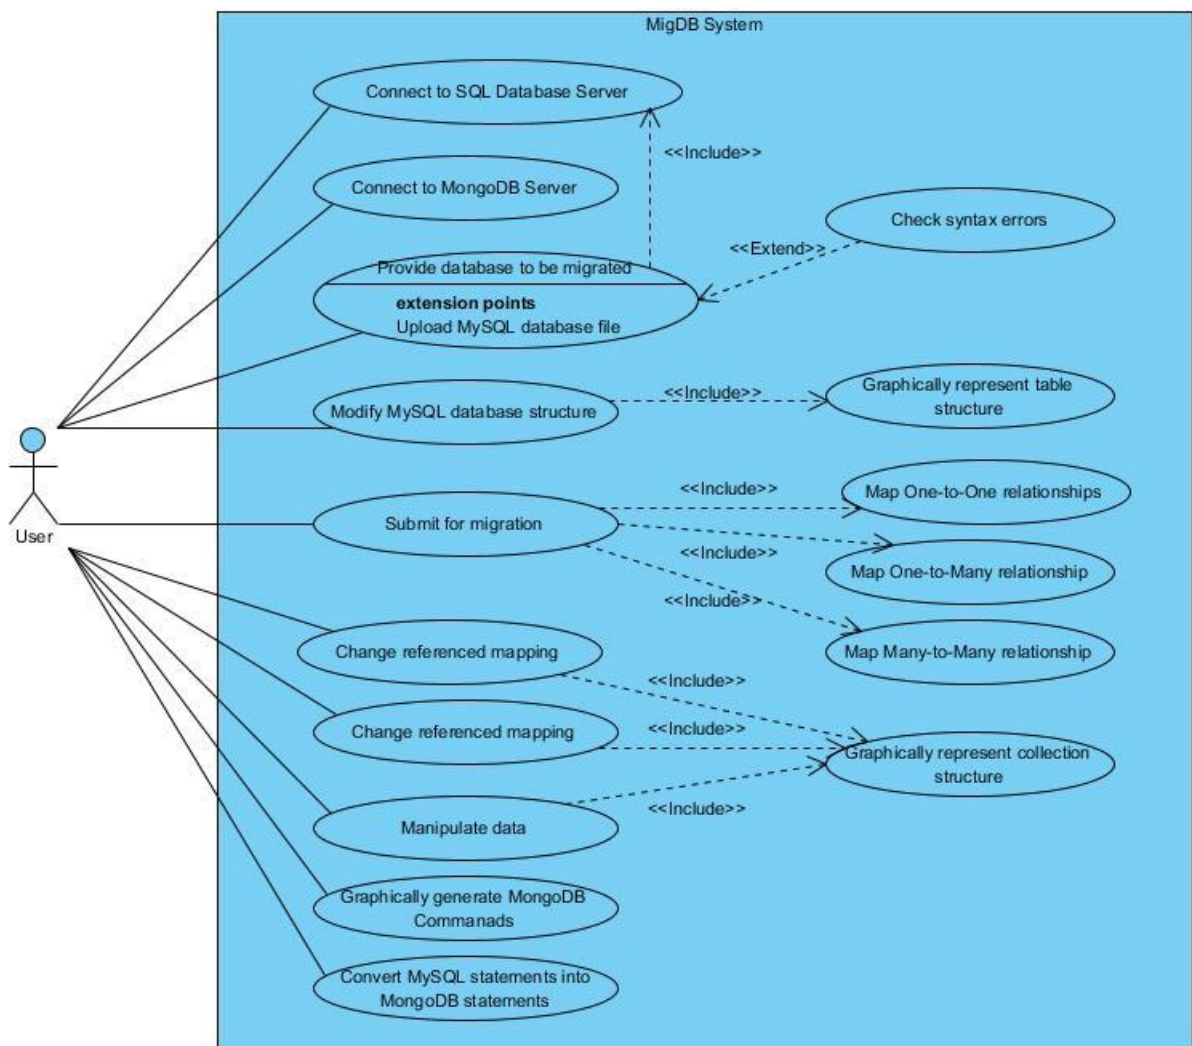 MigDB System
Connect to SQL Database Server
<<Include>>
Connect to MongoDB Server
Check syntax errors
<<Extend>>
Provide database to be migrated
extension points
Upload MySQL database file
Graphically represent table
structure
<<Include>>
Modify MySQL database structure
User
Submit for migration
<<Include>>
Map One-to-One relationships
<<Include>>
Map One-to-Many relationship
<<Include>>
Map Many-to-Many relationship
Change referenced mapping
<<Include>>
Change referenced mapping
<<Include>>
Graphically represent collection
structure
<<Include>>
Manipulate data
Graphically generate MongoDB
Commanads
Convert MySQL statements into
MongoDB statements